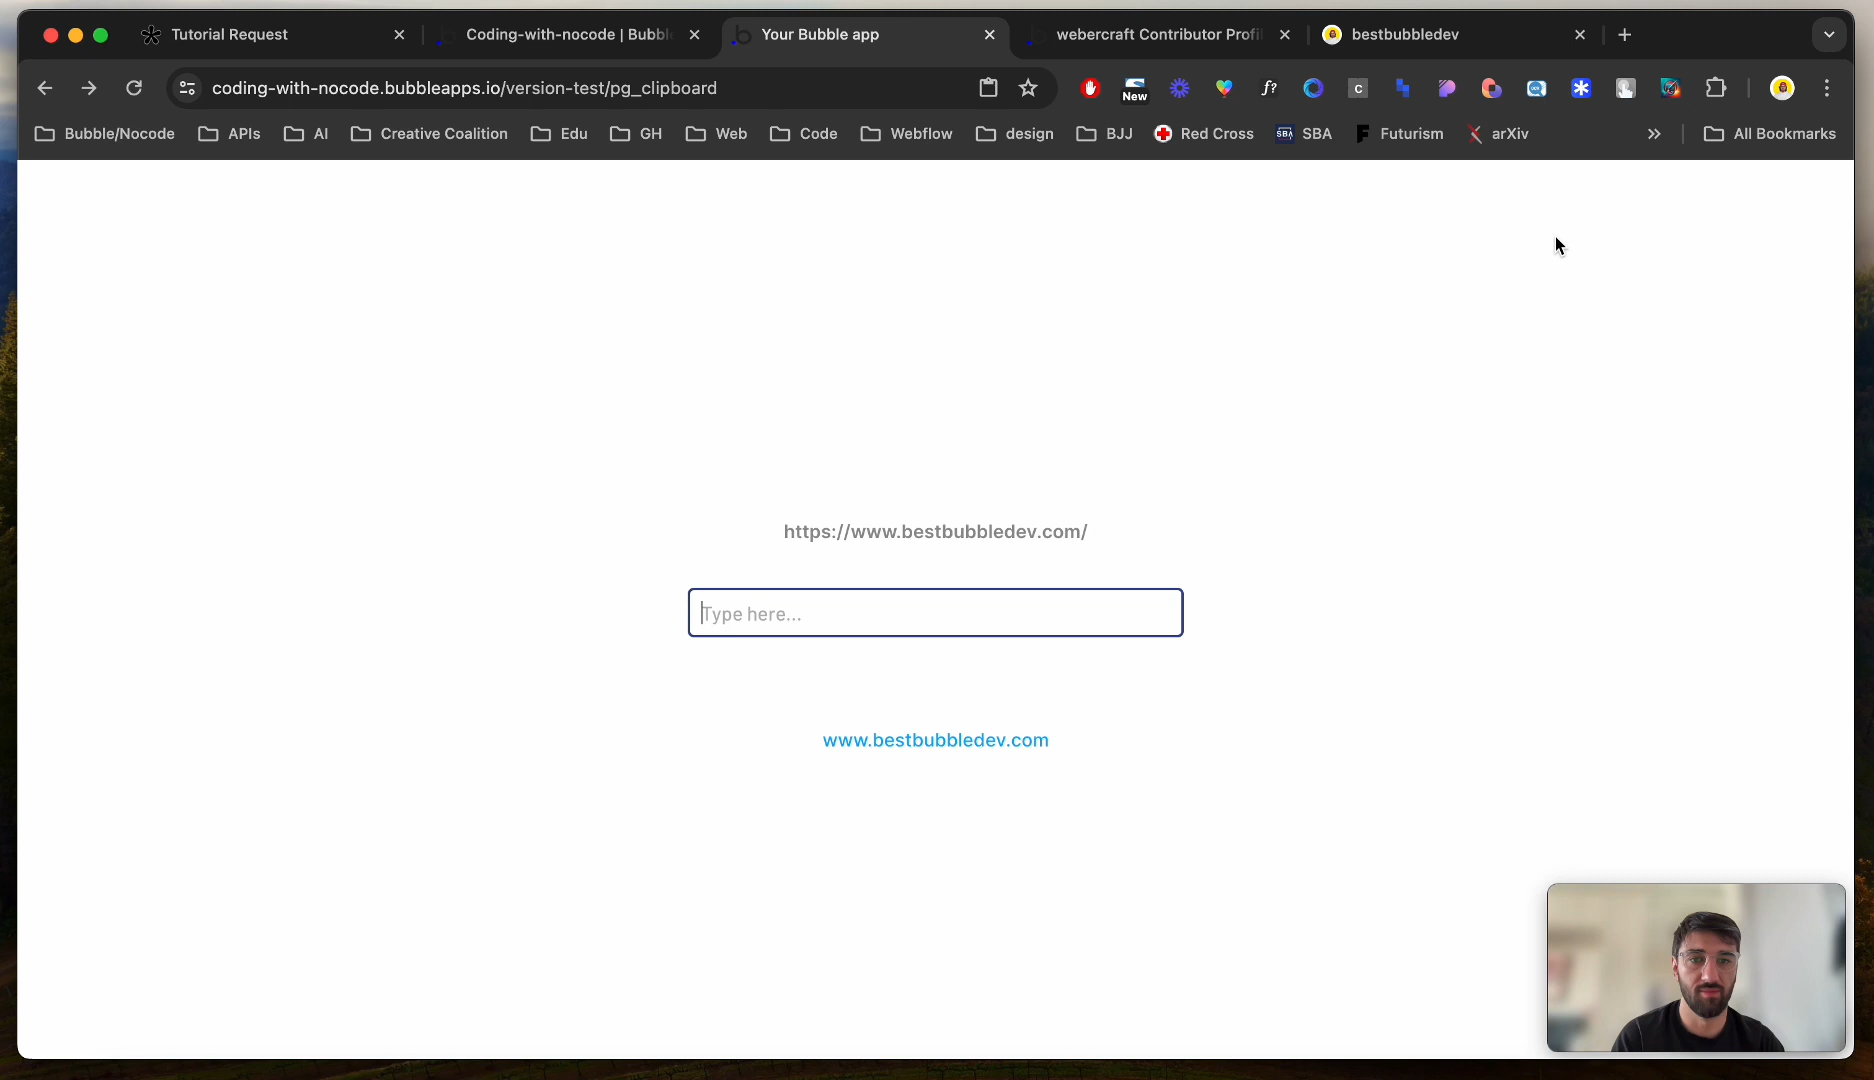 Tutorial Request
Coding-with-nocode | Bubbl
Your Bubble app
webercraft Contributor Profi
bestbubbledev
coding-with-nocode.bubbleapps.io/version-test/pg_clipboard
New
f?
C
Bubble/Nocode
APIs
AI
Creative Coalition
Edu
GH
Web
Code
Webflow
design
BJJ
Red Cross
SBA
SBA
Futurism
arXiv
All Bookmarks
https://www.bestbubbledev.com/
Type here...
www.bestbubbledev.com